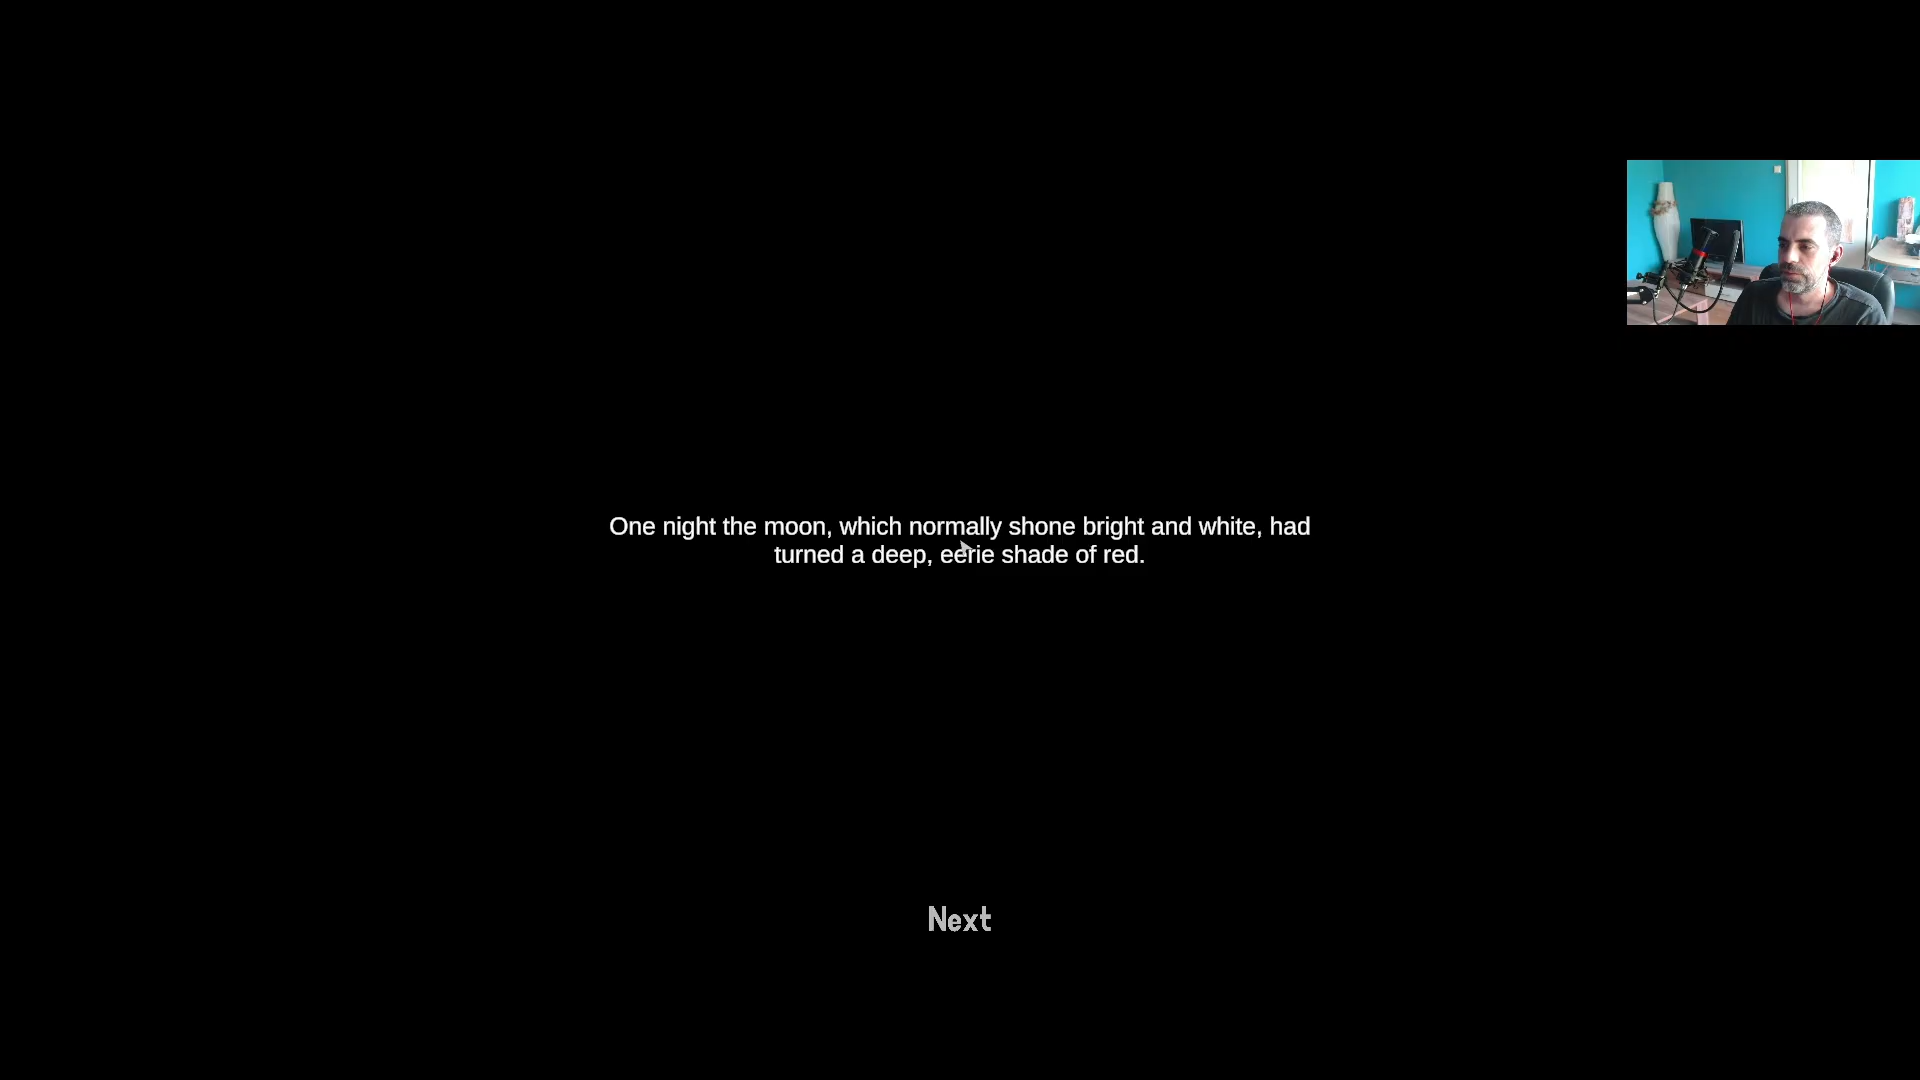 One night the moon, which normally shone bright and white, had
turned a deep, eerie shade of red.
Next